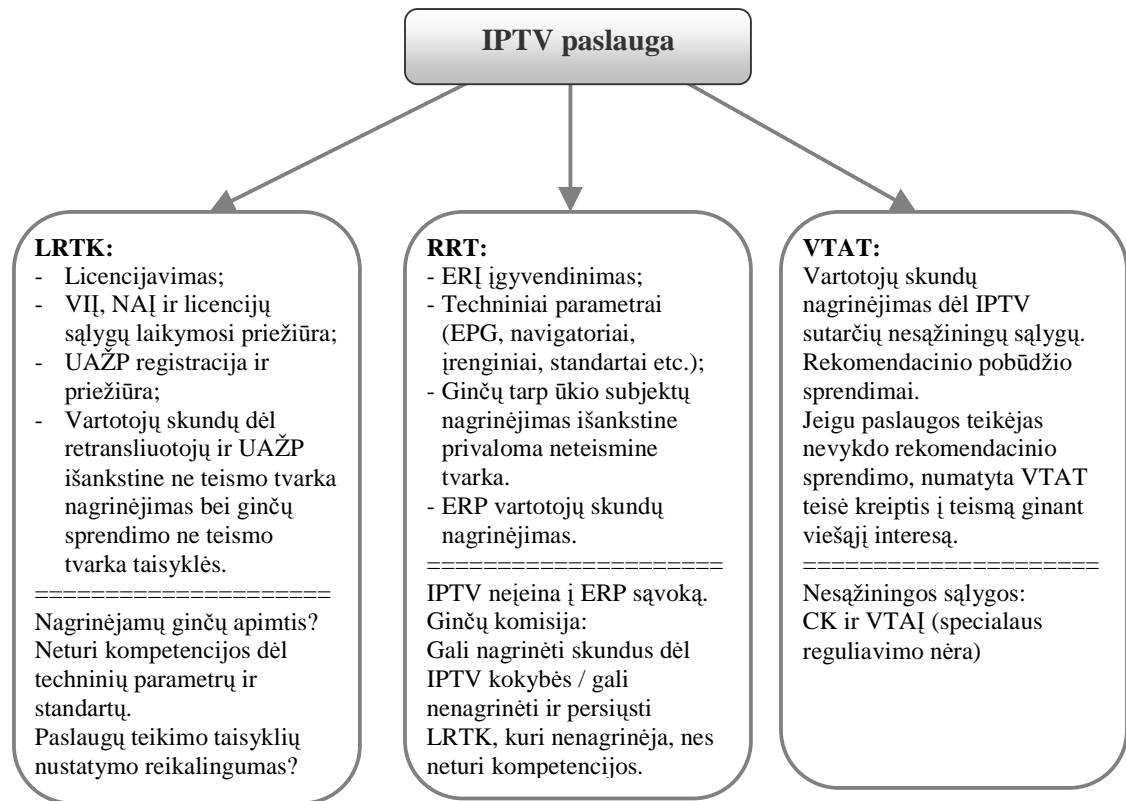 IPTV paslauga
LRTK:
- Licencijavimas;
- VIĮ, NAĮ ir licencijų
sąlygų laikymosi priežiūra;
- UAŽP registracija ir
priežiūra;
- Vartotojų skundų dėl
retransliuotojų ir UAŽP
išankstine ne teismo tvarka
nagrinėjimas bei ginčų
sprendimo ne teismo
tvarka taisyklės.
=====================
Nagrinėjamų ginčų apimtis?
Neturi kompetencijos dėl
techninių parametrų ir
standartų.
Paslaugų teikimo taisyklių
nustatymo reikalingumas?
RRT:
- ERĮ įgyvendinimas;
- Techniniai parametrai
(EPG, navigatoriai,
įrenginiai, standartai etc.);
- Ginčų tarp ūkio subjektų
nagrinėjimas išankstine
privaloma neteismine
tvarka.
- ERP vartotojų skundų
nagrinėjimas.
=====================
IPTV neįeina į ERP sąvoką.
Ginčų komisija:
Gali nagrinėti skundus dėl
IPTV kokybės / gali
nenagrinėti ir persiųsti
LRTK, kuri nenagrinėja, nes
neturi kompetencijos.
VTAT:
Vartotojų skundų
nagrinėjimas dėl IPTV
sutarčių nesąžiningų sąlygų.
Rekomendacinio pobūdžio
sprendimai.
Jeigu paslaugos teikėjas
nevykdo rekomendacinio
sprendimo, numatyta VTAT
teisė kreiptis į teismą ginant
viešąjį interesą.
=====================
Nesąžiningos sąlygos:
CK ir VTAĮ (specialaus
reguliavimo nėra)